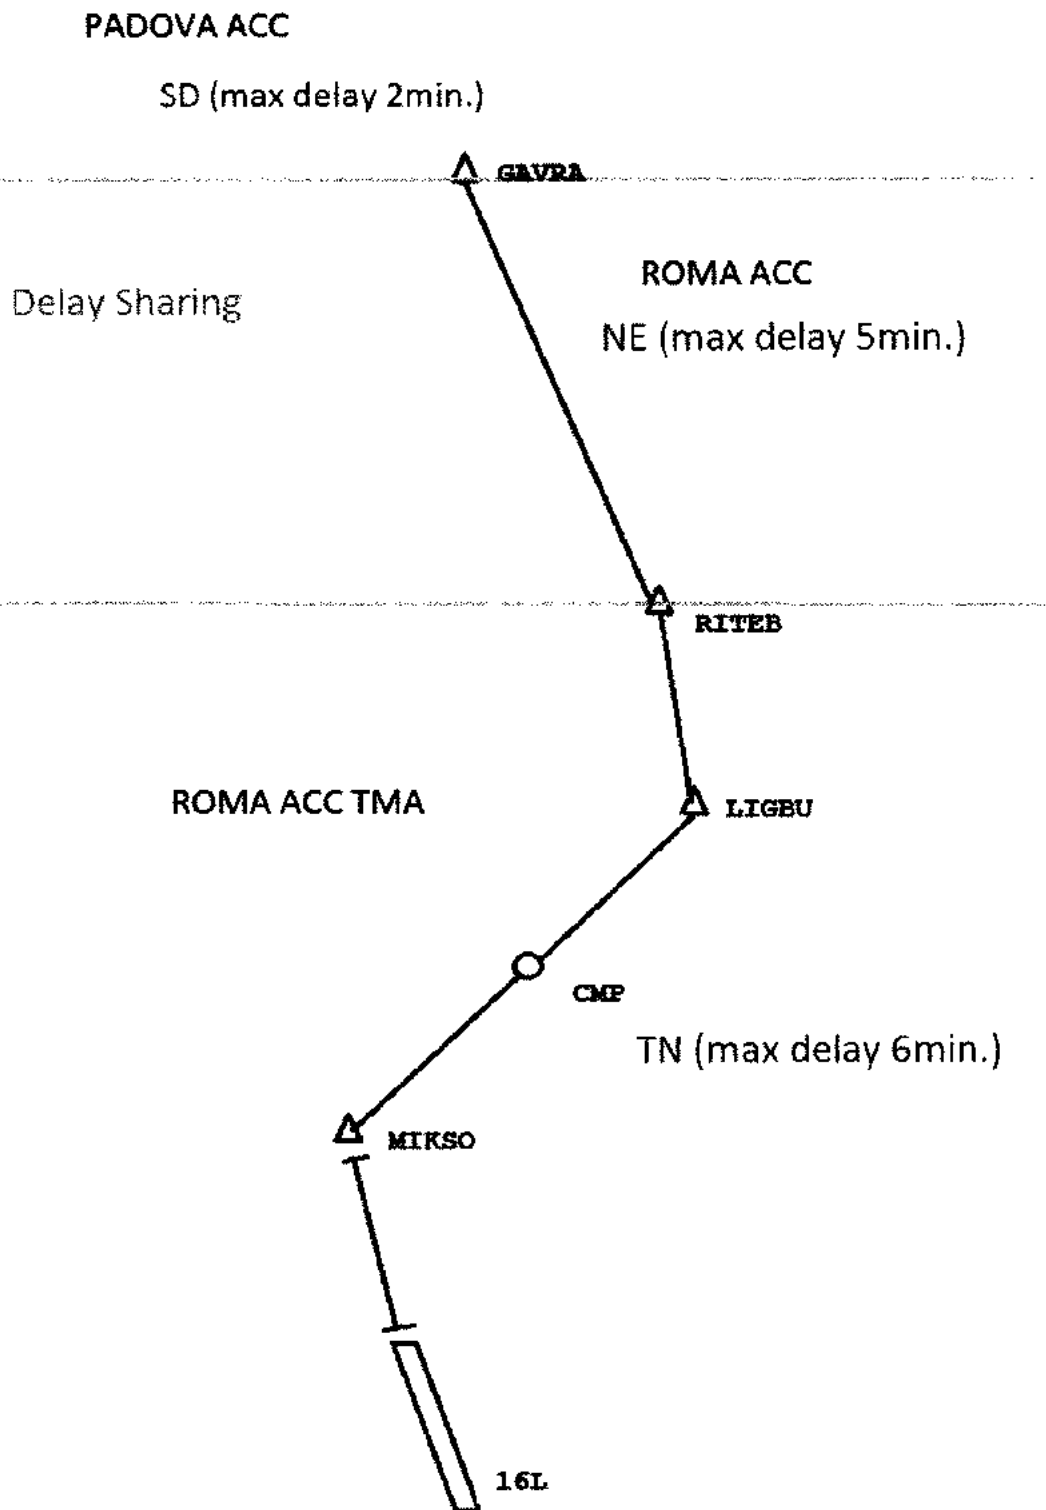 PADOVA ACC
SD (max delay 2min.)
GAVRA
ROMA ACC
Delay Sharing
NE (max delay 5min.)
RITEB
ROMA ACC TMA
LIGBU
CMP
TN (max delay 6min.)
MIKSO
16L